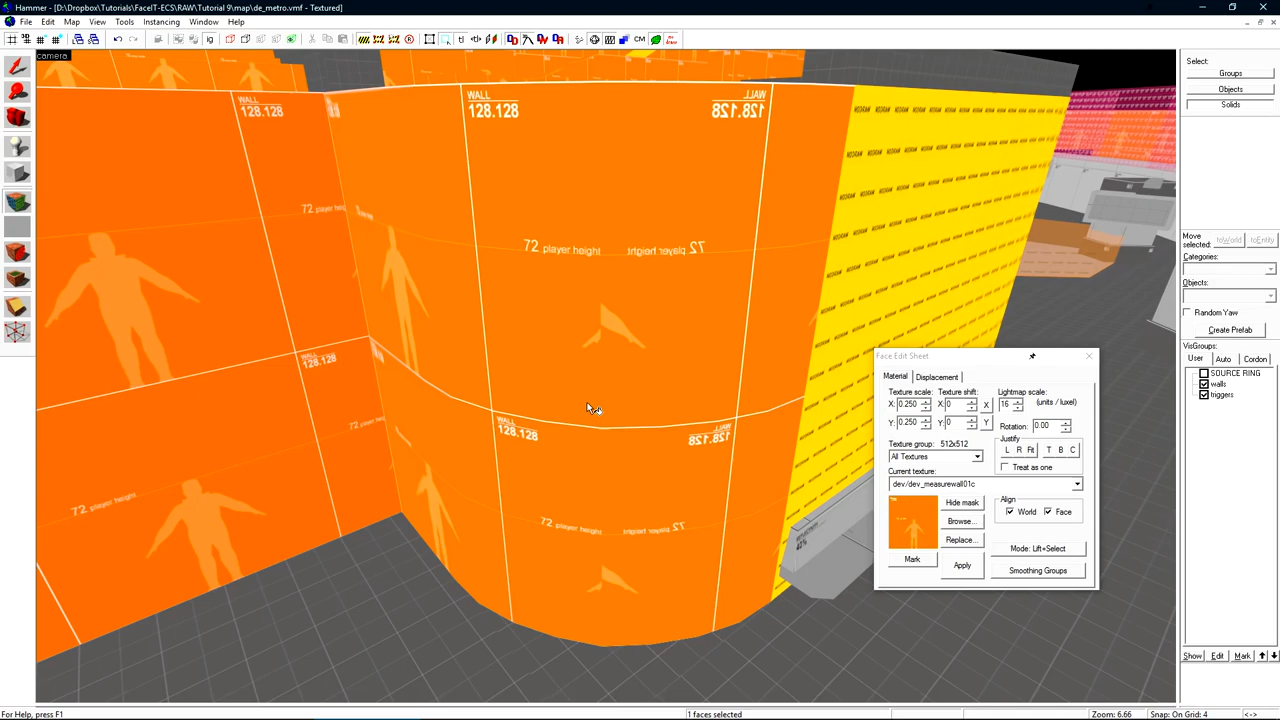 Hammer - [D:\Dropbox\Tutorials\FaceIT-ECS\RAW\Tutorial 9\map\de_metro.vmf - Textured]
File Edit Map View Tools Instancing Window Help
camera
WALL
128.128
WALL
128.128
WALL
128.128
72 player heig
72 player height
72 player height
WALL
128.128
WALL
128.128
WALL
128.128
72 player height
72 player height
72 player height
NODRAW
Select:
Groups
Objects
Solids
Move
selected:
toWorld
toEntity
Categories:
Objects:
Random Yaw
Create Prefab
VisGroups:
User Auto Cordon
SOURCE RING
walls
triggers
Show Edit Mark
Face Edit Sheet
Material Displacement
Texture scale: Texture shift: Lightmap scale:
X: 0.250 X: 0 X 16 (units / luxel)
Y: 0.250 Y: 0 Y Rotation: 0.00
Texture group: 512x512 Justify
All Textures L R Fit T B C
Current texture: Treat as one
dev/dev_measurewall01c
Hide mask Align
Browse... World Face
Replace...
Mode: Lift+Select
Mark Apply Smoothing Groups
For Help, press F1
1 faces selected
Zoom: 6.66
Snap: On Grid: 4
<->